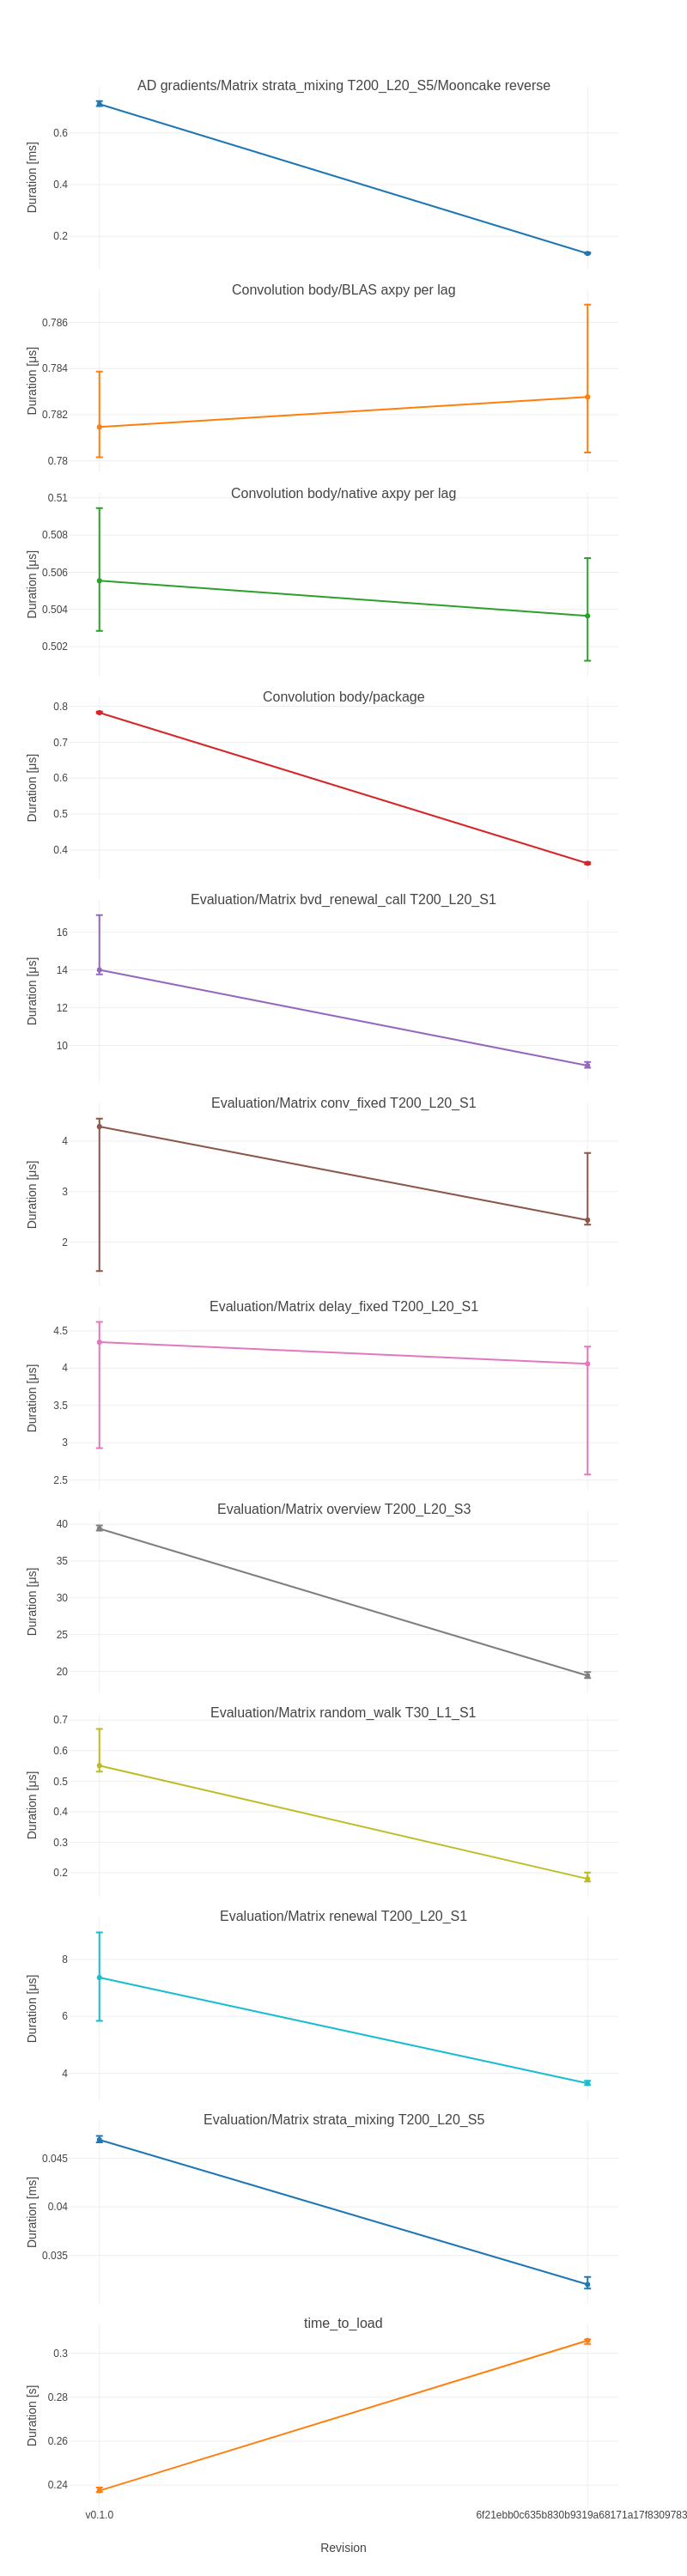 AD gradients/Matrix strata_mixing T200_L20_S5/Mooncake reverse
Duration [ms]
0.6
0.4
0.2
Convolution body/BLAS axpy per lag
Duration [μs]
0.786
0.784
0.782
0.78
Convolution body/native axpy per lag
Duration [μs]
0.51
0.508
0.506
0.504
0.502
Convolution body/package
Duration [μs]
0.8
0.7
0.6
0.5
0.4
Evaluation/Matrix bvd_renewal_call T200_L20_S1
Duration [μs]
16
14
12
10
Evaluation/Matrix conv_fixed T200_L20_S1
Duration [μs]
4
3
2
Evaluation/Matrix delay_fixed T200_L20_S1
Duration [μs]
4.5
4
3.5
3
2.5
Evaluation/Matrix overview T200_L20_S3
Duration [μs]
40
35
30
25
20
Evaluation/Matrix random_walk T30_L1_S1
Duration [μs]
0.7
0.6
0.5
0.4
0.3
0.2
Evaluation/Matrix renewal T200_L20_S1
Duration [μs]
8
6
4
Evaluation/Matrix strata_mixing T200_L20_S5
Duration [ms]
0.045
0.04
0.035
time_to_load
Duration [s]
0.3
0.28
0.26
0.24
v0.1.0
6f21ebb0c635b830b9319a68171a17f8309783
Revision